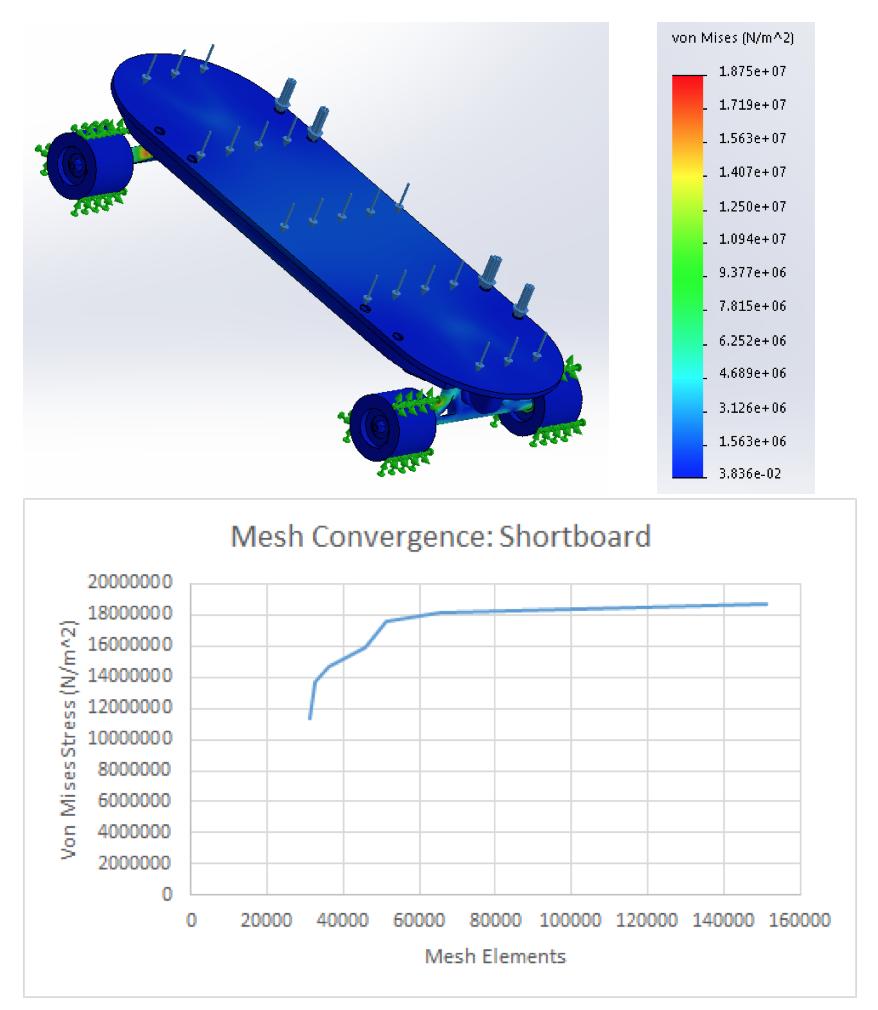 von Mises (N/m^2)
1.875e+07
1.719e+07
1.563e+07
1.407e+07
1.250e+07
1.094e+07
9.377e+06
7.815e+06
6.252e+06
4.689e+06
3.126e+06
1.563e+06
3.836e-02
Mesh Convergence: Shortboard
Von Mises Stress (N/m^2)
20000000
18000000
16000000
14000000
12000000
10000000
8000000
6000000
4000000
2000000
0
0 20000 40000 60000 80000 100000 120000 140000 160000
Mesh Elements